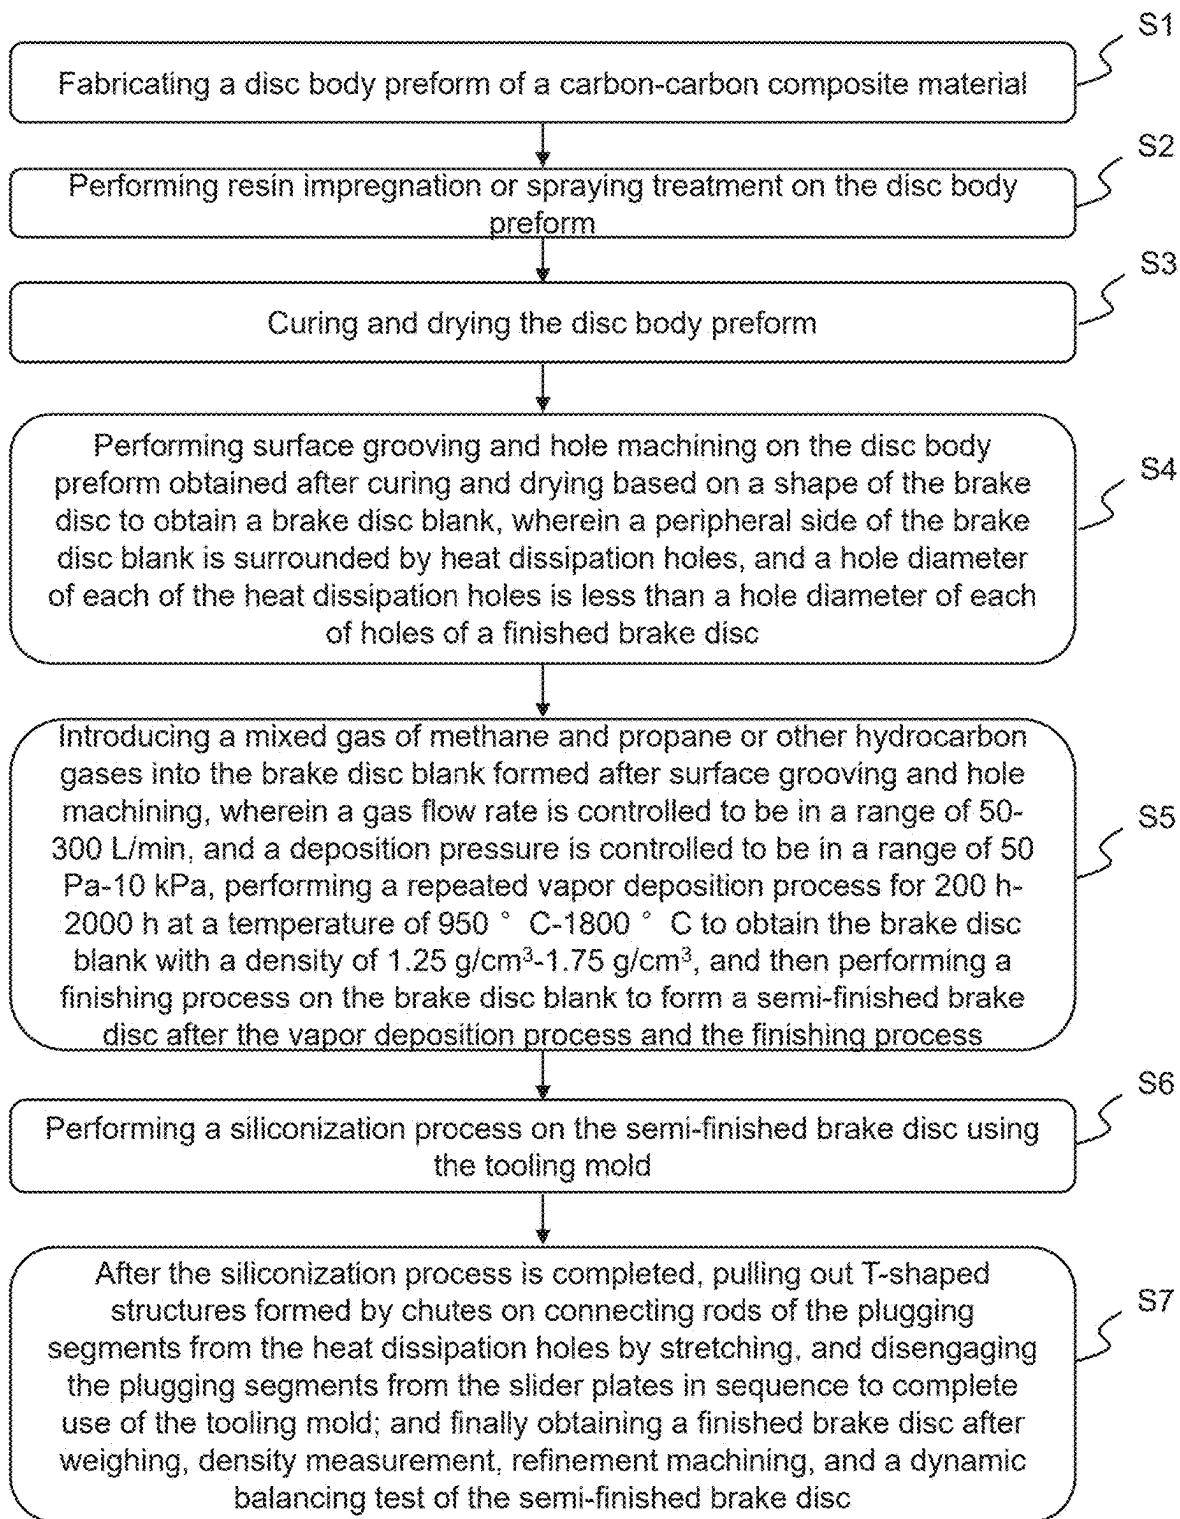 S1
Fabricating a disc body preform of a carbon-carbon composite material
S2
Performing resin impregnation or spraying treatment on the disc body
preform
S3
Curing and drying the disc body preform
S4
Performing surface grooving and hole machining on the disc body
preform obtained after curing and drying based on a shape of the brake
disc to obtain a brake disc blank, wherein a peripheral side of the brake
disc blank is surrounded by heat dissipation holes, and a hole diameter
of each of the heat dissipation holes is less than a hole diameter of each
of holes of a finished brake disc
S5
Introducing a mixed gas of methane and propane or other hydrocarbon
gases into the brake disc blank formed after surface grooving and hole
machining, wherein a gas flow rate is controlled to be in a range of 50-
300 L/min, and a deposition pressure is controlled to be in a range of 50
Pa-10 kPa, performing a repeated vapor deposition process for 200 h-
2000 h at a temperature of 950 ° C-1800 ° C to obtain the brake disc
blank with a density of 1.25 g/cm³-1.75 g/cm³, and then performing a
finishing process on the brake disc blank to form a semi-finished brake
disc after the vapor deposition process and the finishing process
S6
Performing a siliconization process on the semi-finished brake disc using
the tooling mold
S7
After the siliconization process is completed, pulling out T-shaped
structures formed by chutes on connecting rods of the plugging
segments from the heat dissipation holes by stretching, and disengaging
the plugging segments from the slider plates in sequence to complete
use of the tooling mold; and finally obtaining a finished brake disc after
weighing, density measurement, refinement machining, and a dynamic
balancing test of the semi-finished brake disc